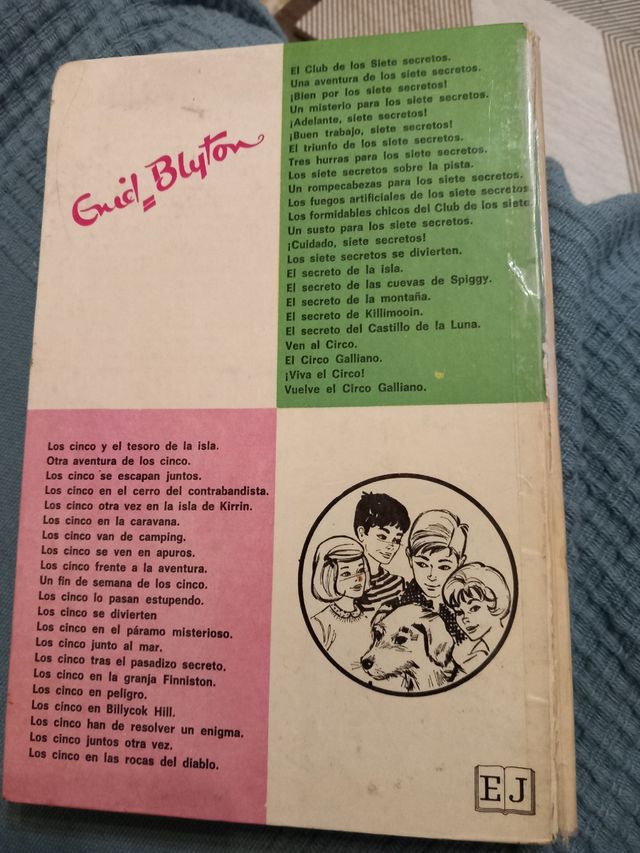 Enid Blyton
El Club de los Siete secretos.
Una aventura de los siete secretos.
¡Bien por los siete secretos!
Un misterio para los siete secretos.
¡Adelante, siete secretos!
¡Buen trabajo, siete secretos!
El triunfo de los siete secretos.
Tres hurras para los siete secretos.
Los siete secretos sobre la pista.
Un rompecabezas para los siete secretos.
Los fuegos artificiales de los siete secretos
Los formidables chicos del Club de los siete
Un susto para los siete secretos.
¡Cuidado, siete secretos!
Los siete secretos se divierten.
El secreto de la isla.
El secreto de las cuevas de Spiggy.
El secreto de la montaña.
El secreto de Killimooin.
El secreto del Castillo de la Luna.
Ven al Circo.
El Circo Galliano.
¡Viva el Circo!
Vuelve el Circo Galliano.
Los cinco y el tesoro de la isla.
Otra aventura de los cinco.
Los cinco se escapan juntos.
Los cinco en el cerro del contrabandista.
Los cinco otra vez en la isla de Kirrin.
Los cinco en la caravana.
Los cinco van de camping.
Los cinco se ven en apuros.
Los cinco frente a la aventura.
Un fin de semana de los cinco.
Los cinco lo pasan estupendo.
Los cinco se divierten
Los cinco en el páramo misterioso.
Los cinco junto al mar.
Los cinco tras el pasadizo secreto.
Los cinco en la granja Finniston.
Los cinco en peligro.
Los cinco en Billycok Hill.
Los cinco han de resolver un enigma.
Los cinco juntos otra vez.
Los cinco en las rocas del diablo.
EJ